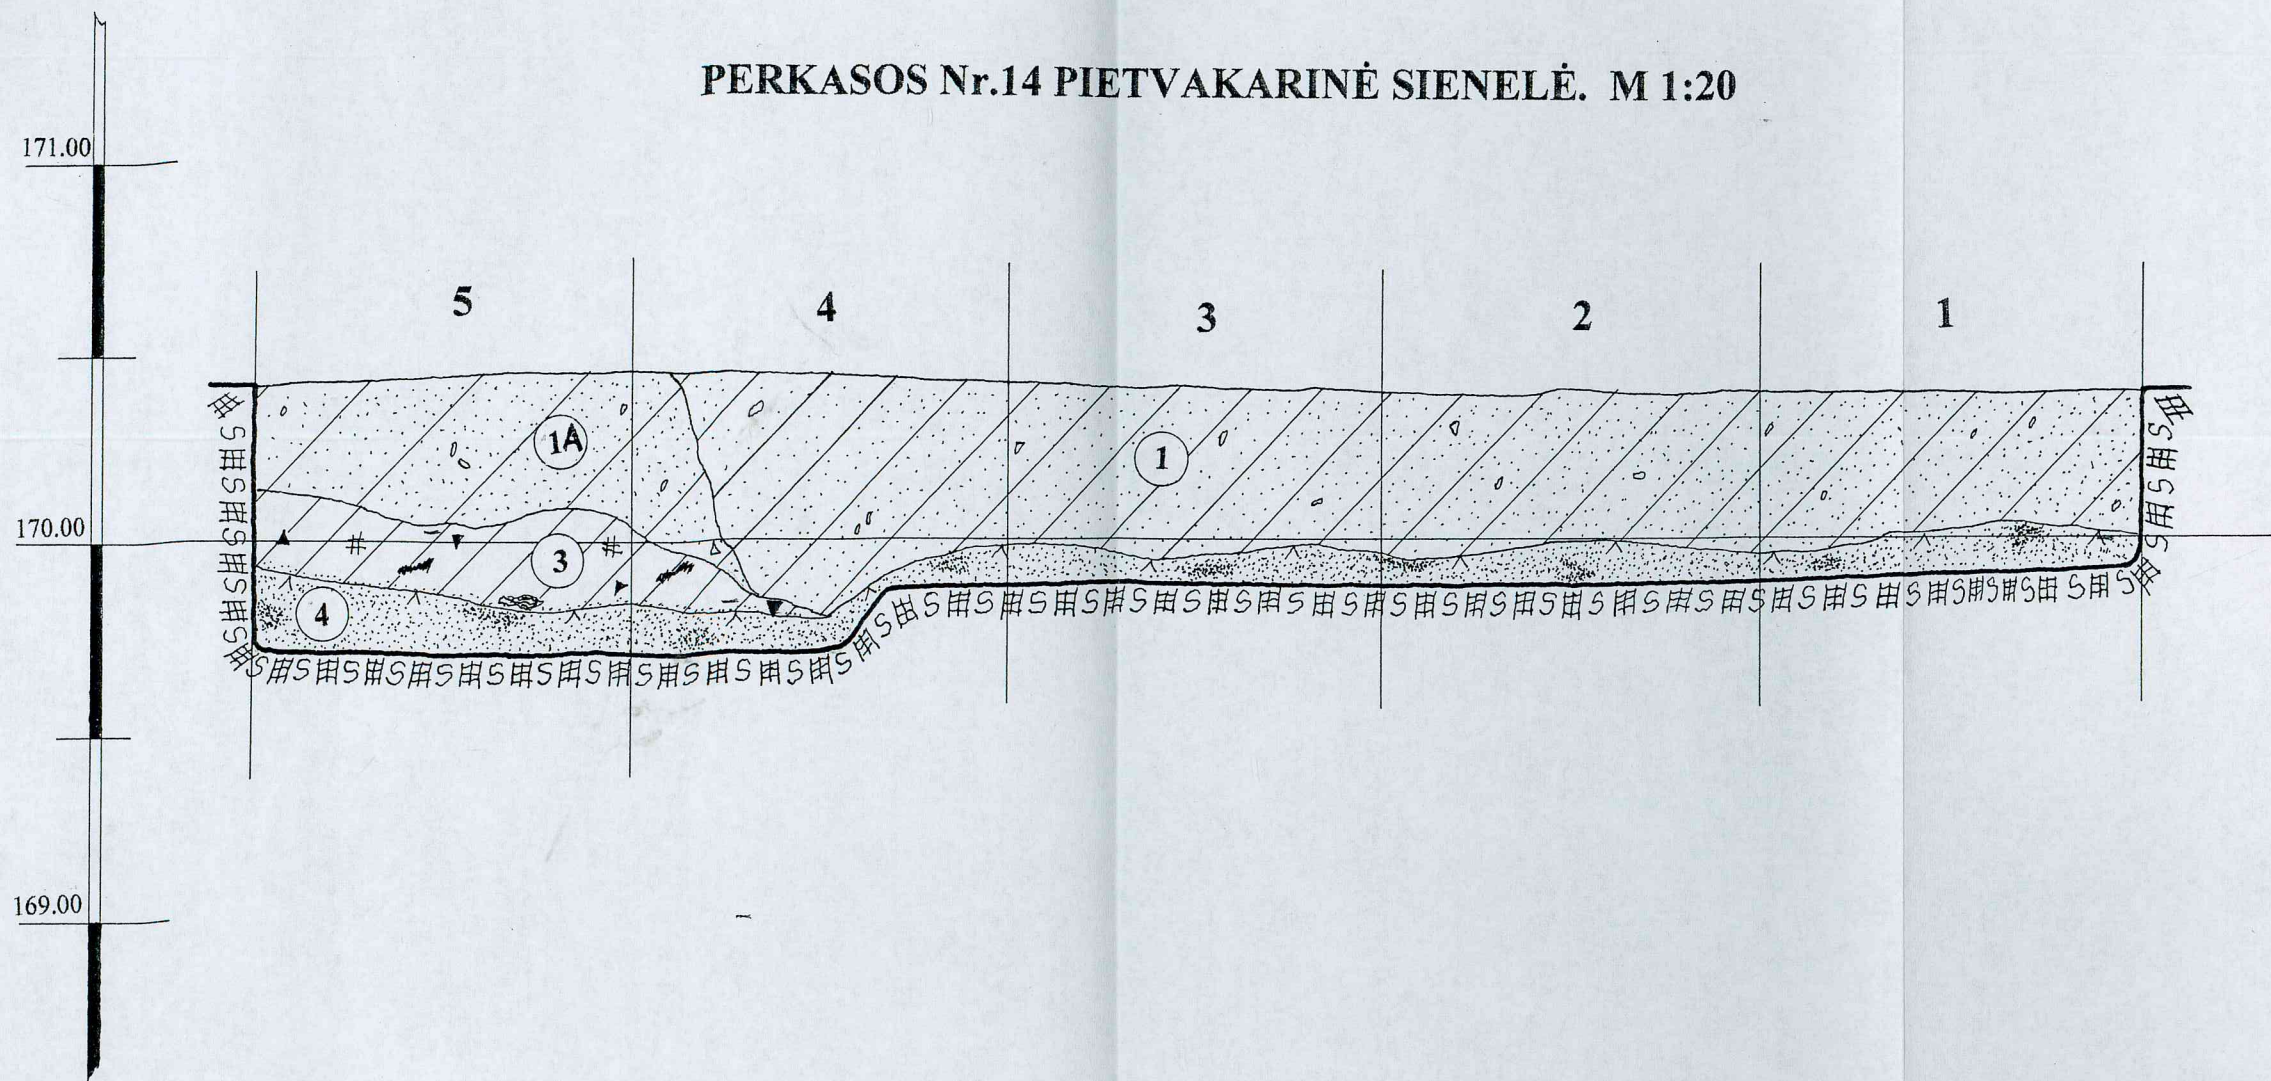 PERKASOS Nr.14 PIETVAKARINĖ SIENELĖ. M 1:20
171.00
5 4 3 2 1
1A
1
170.00
3
4
169.00